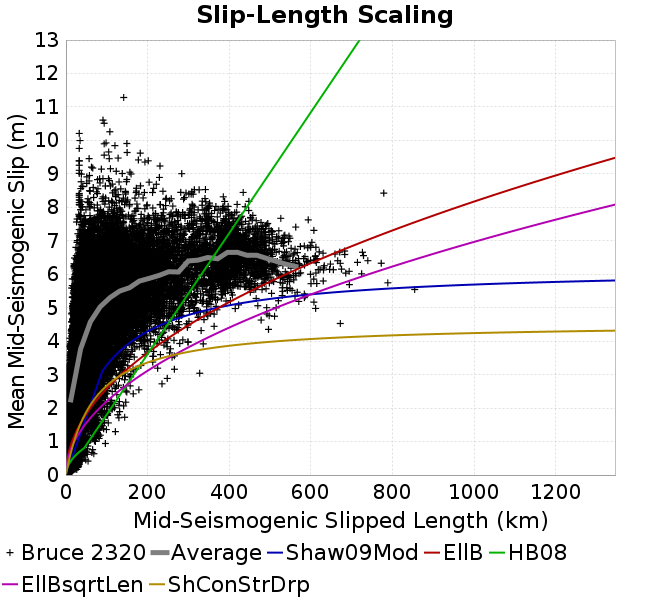 Slip-Length Scaling
Mean Mid-Seismogenic Slip (m)
13
12
11
10
9
8
7
6
5
4
3
2
1
0
0 200 400 600 800 1000 1200
Mid-Seismogenic Slipped Length (km)
Bruce 2320 Average Shaw09Mod EllB HB08
EllBsqrtLen ShConStrDrp